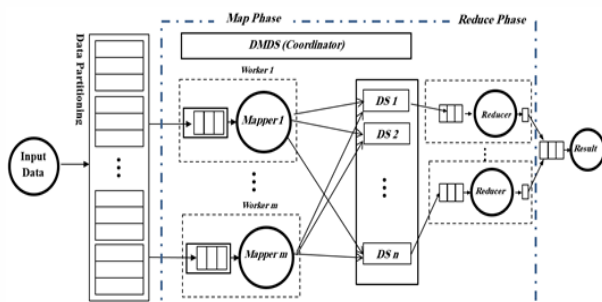 Map Phase
Reduce Phase
DMDS (Coordinator)
Data Partitioning
Input
Data
Worker 1
Mapper 1
Worker m
Mapper m
DS 1
DS 2
DS n
Reducer
Reducer
Result